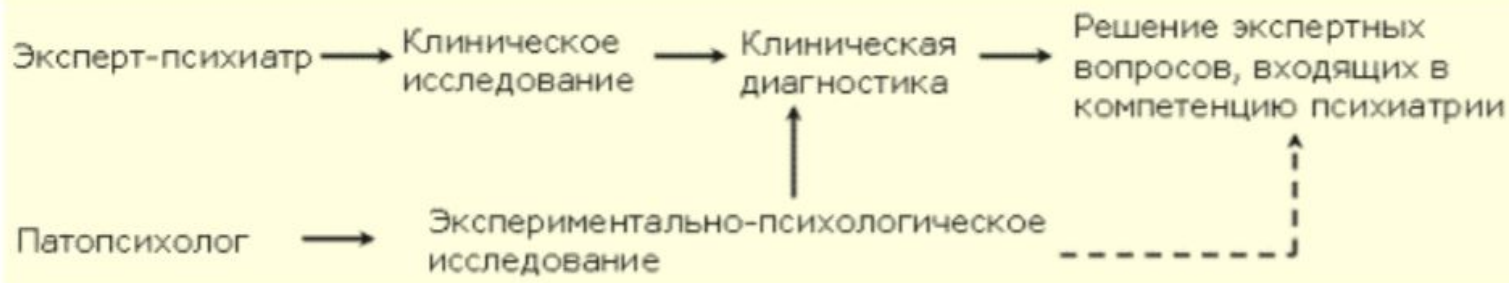 Эксперт-психиатр
Клиническое
исследование
Клиническая
диагностика
Решение экспертных
вопросов, входящих в
компетенцию психиатрии
Патопсихолог
Экспериментально-психологическое
исследование